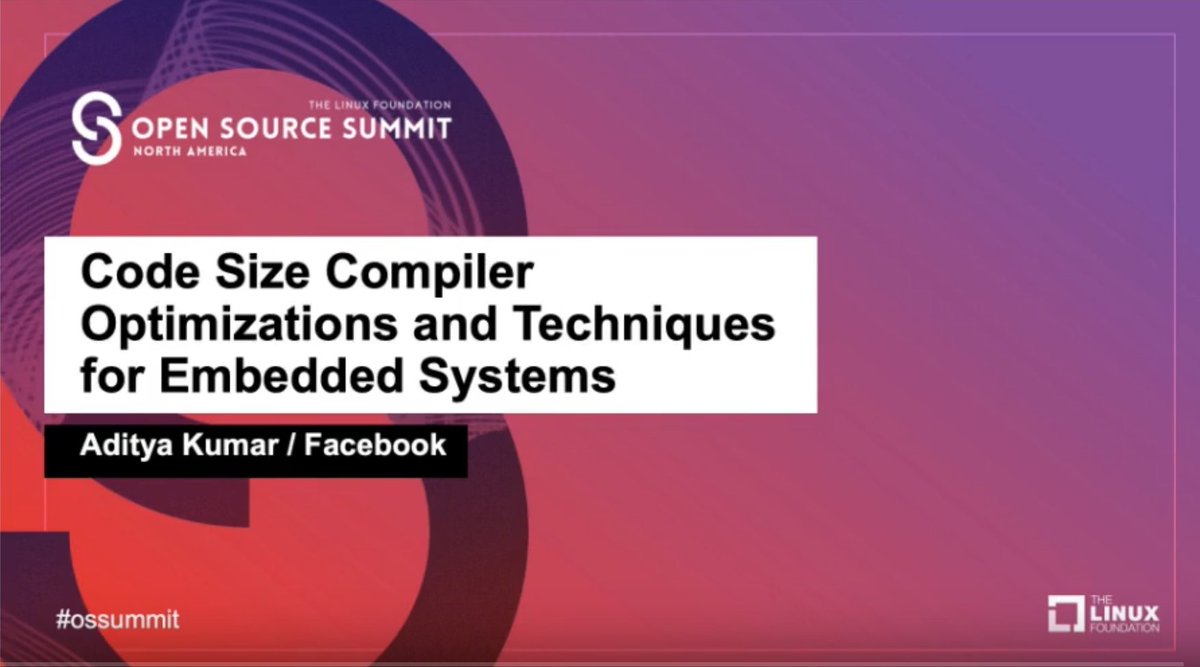 THE LINUX FOUNDATION
OPEN SOURCE SUMMIT
NORTH AMERICA
Code Size Compiler
Optimizations and Techniques
for Embedded Systems
Aditya Kumar / Facebook
#ossummit
THE
LINUX
FOUNDATION